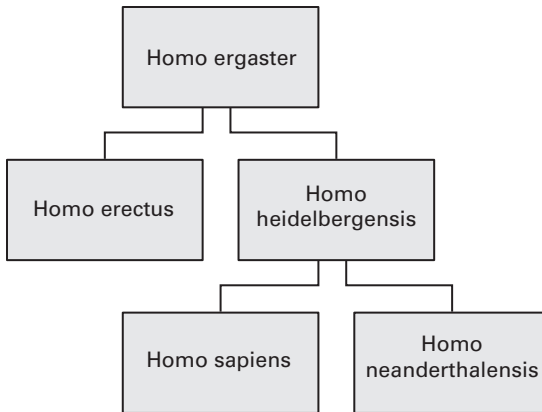 Homo ergaster
Homo erectus
Homo
heidelbergensis
Homo sapiens
Homo
neanderthalensis